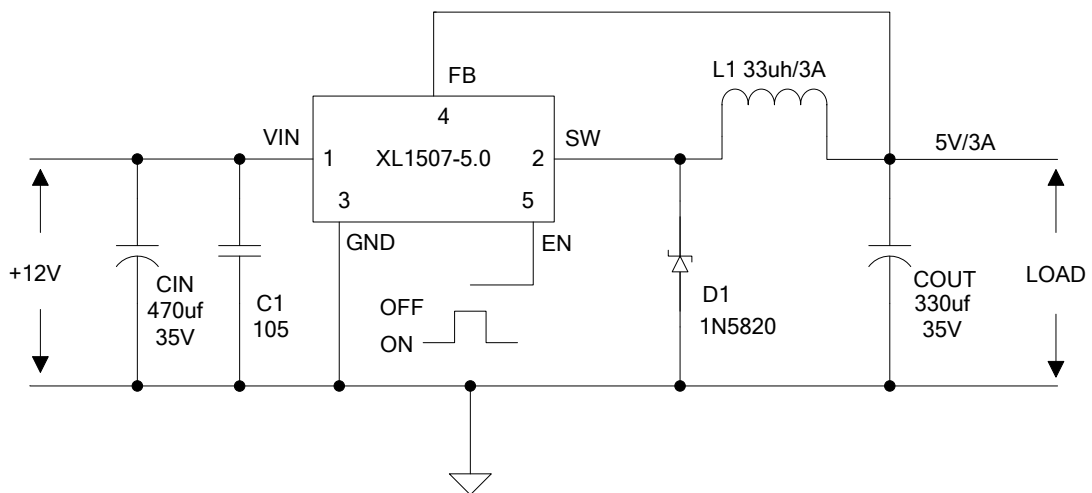 FB
L1 33uh/3A
4
VIN
SW
5V/3A
1
XL1507-5.0
2
3
5
GND
EN
+12V
CIN
470uf
35V
C1
105
OFF
ON
D1
1N5820
COUT
330uf
35V
LOAD